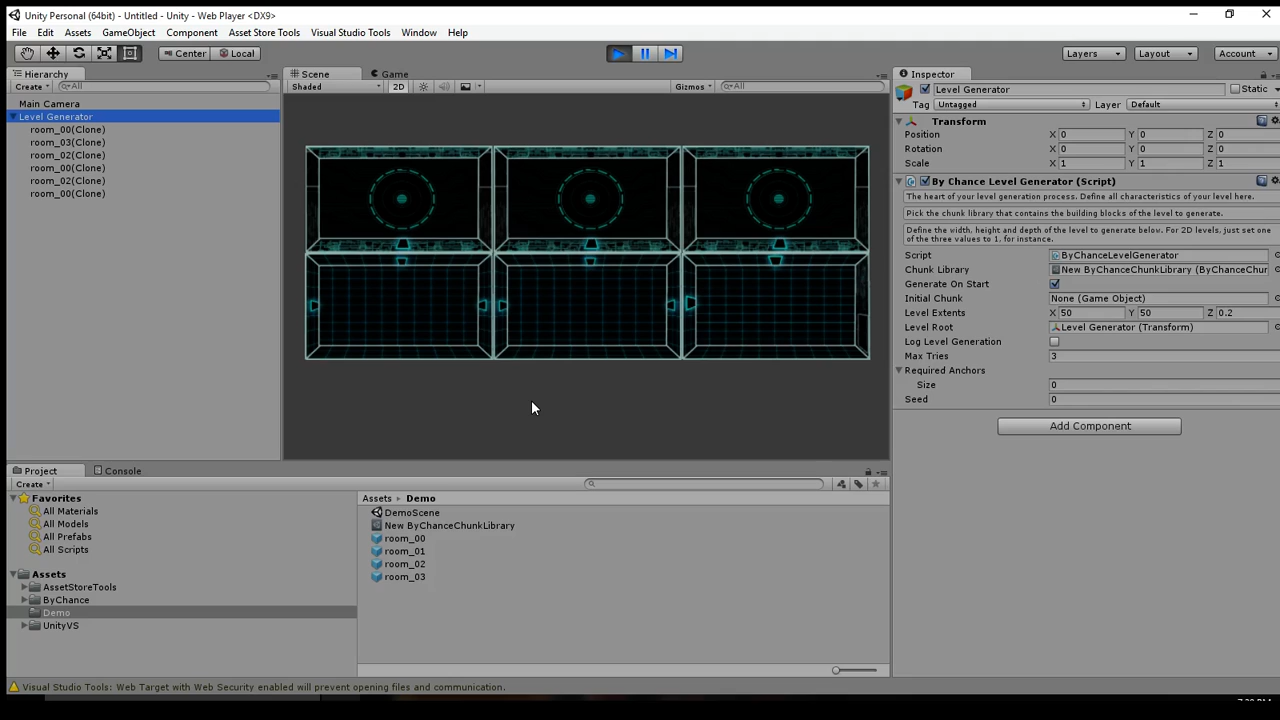 Unity Personal (64bit) - Untitled - Unity - Web Player <DX9>
File Edit Assets GameObject Component Asset Store Tools Visual Studio Tools Window Help
Center Local Layers Layout Account
Hierarchy
Create All
Main Camera
Level Generator
room_00(Clone)
room_03(Clone)
room_02(Clone)
room_00(Clone)
room_02(Clone)
room_00(Clone)
Scene Game
Shaded 2D Gizmos All
Inspector
Level Generator Static
Tag Untagged Layer Default
Transform
Position X 0 Y 0 Z 0
Rotation X 0 Y 0 Z 0
Scale X 1 Y 1 Z 1
By Chance Level Generator (Script)
The heart of your level generation process. Define all characteristics of your level here.
Pick the chunk library that contains the building blocks of the level to generate.
Define the width, height and depth of the level to generate below. For 2D levels, just set one
of the three values to 1, for instance.
Script ByChanceLevelGenerator
Chunk Library New ByChanceChunkLibrary (ByChanceChur
Generate On Start
Initial Chunk None (Game Object)
Level Extents X 50 Y 50 Z 0.2
Level Root Level Generator (Transform)
Log Level Generation
Max Tries 3
Required Anchors
Size 0
Seed 0
Add Component
Project Console
Create
Favorites
All Materials
All Models
All Prefabs
All Scripts
Assets
AssetStoreTools
ByChance
Demo
UnityVS
Assets Demo
DemoScene
New ByChanceChunkLibrary
room_00
room_01
room_02
room_03
Visual Studio Tools: Web Target with Web Security enabled will prevent opening files and communication.